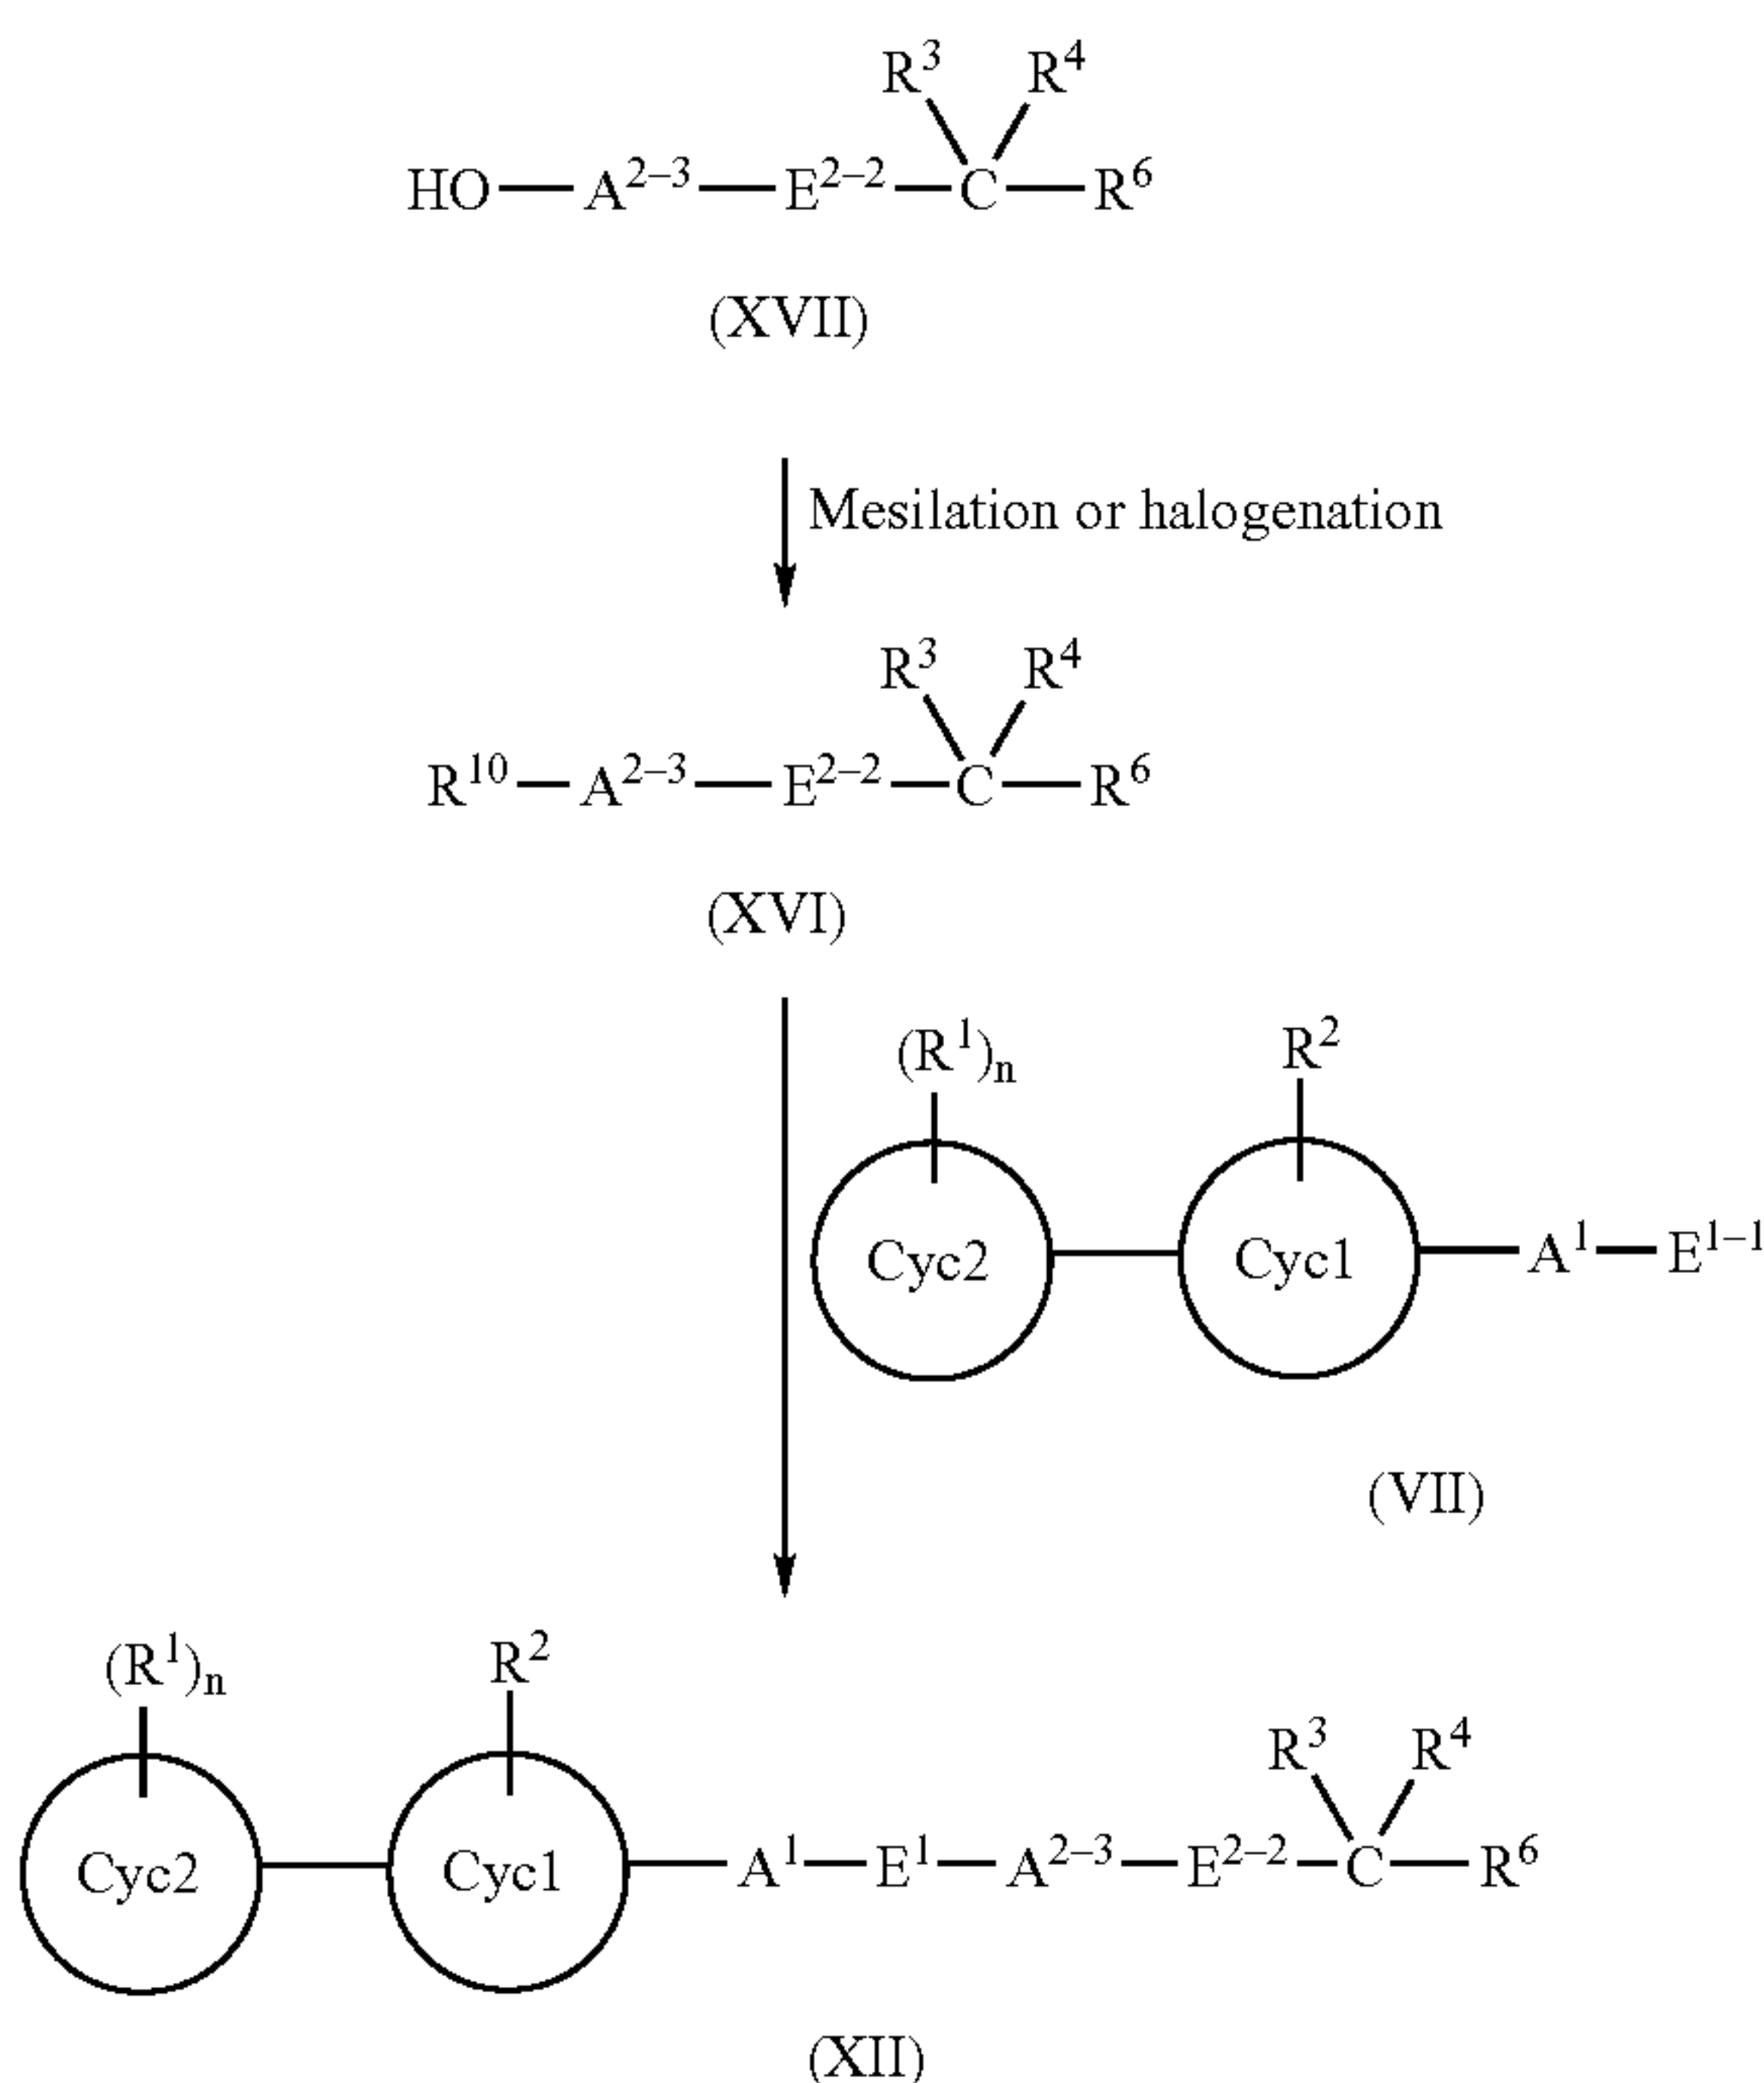 R³ R⁴
HO—A²⁻³—E²⁻²—C—R⁶
(XVII)
Mesilation or halogenation
R³ R⁴
R¹⁰—A²⁻³—E²⁻²—C—R⁶
(XVI)
(R¹)ₙ R²
Cyc2 Cyc1 A¹—E¹⁻¹
(VII)
(R¹)ₙ R²
R³ R⁴
Cyc2 Cyc1 A¹—E¹—A²⁻³—E²⁻²—C—R⁶
(XII)